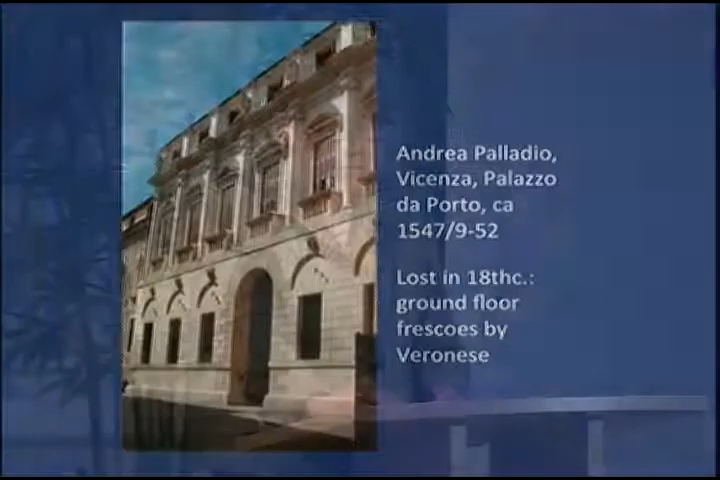 Andrea Palladio,
Vicenza, Palazzo
da Porto, ca
1547/9-52
Lost in 18thc.:
ground floor
frescoes by
Veronese